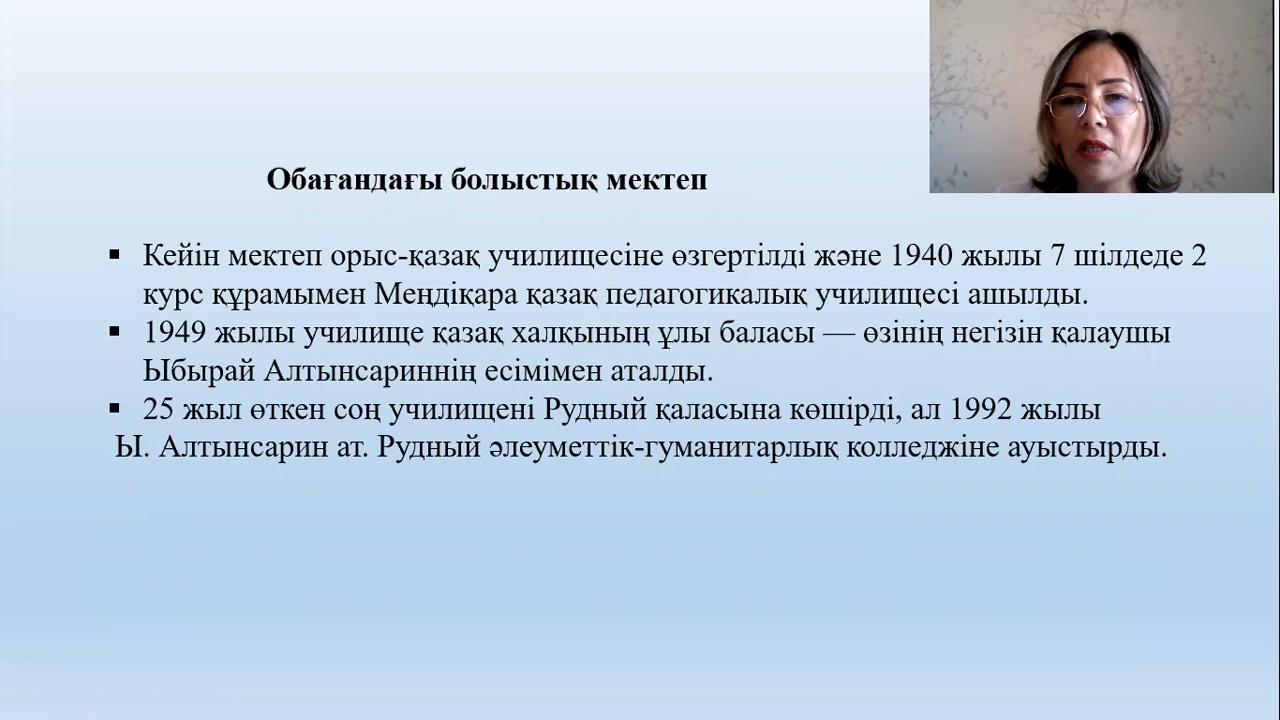 Обағандағы болыстық мектеп
▪ Кейін мектеп орыс-қазақ училищесіне өзгертілді және 1940 жылы 7 шілдеде 2
курс құрамымен Меңдіқара қазақ педагогикалық училищесі ашылды.
▪ 1949 жылы училище қазақ халқының ұлы баласы — өзінің негізін қалаушы
Ыбырай Алтынсариннің есімімен аталды.
▪ 25 жыл өткен соң училищені Рудный қаласына көшірді, ал 1992 жылы
Ы. Алтынсарин ат. Рудный әлеуметтік-гуманитарлық колледжіне ауыстырды.